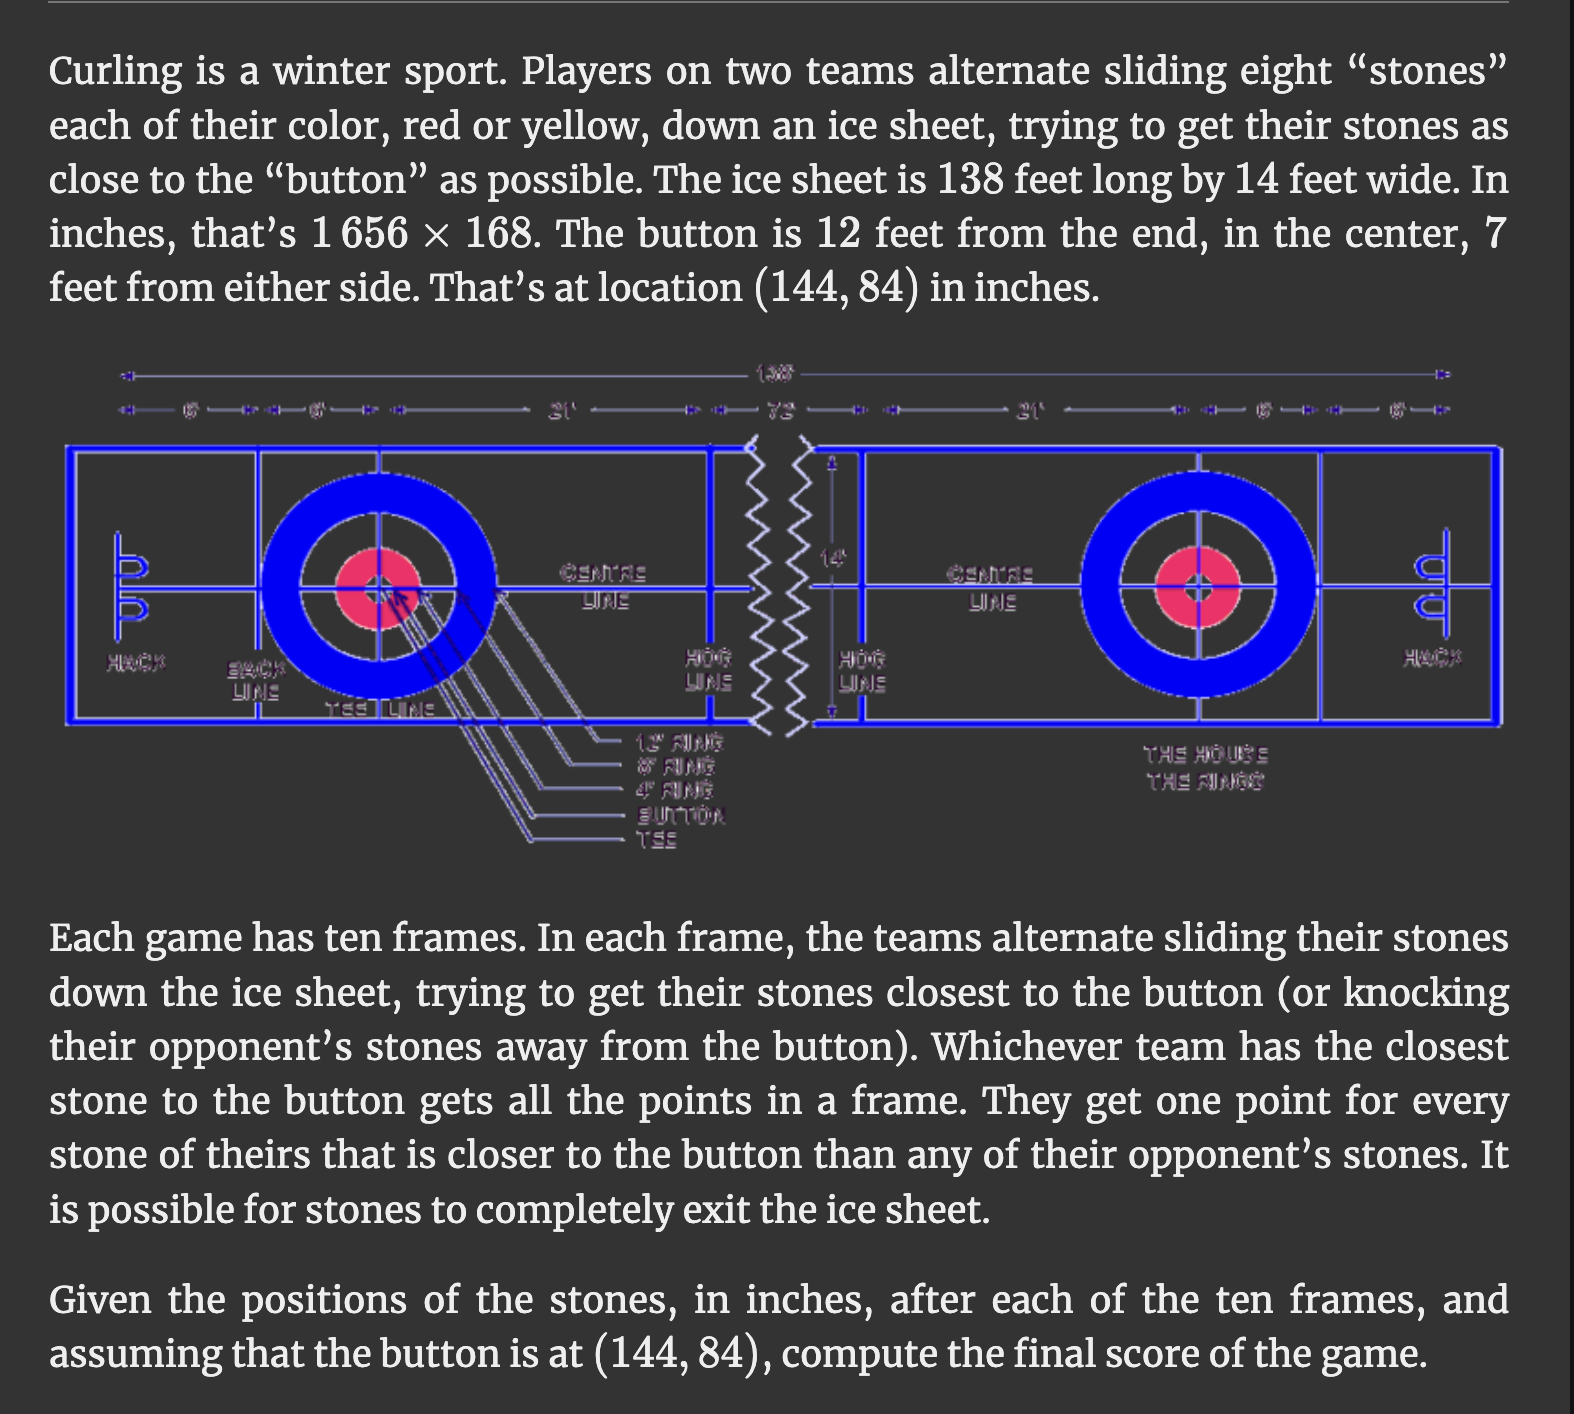 Curling is a winter sport. Players on two teams alternate sliding eight “stones”
each of their color, red or yellow, down an ice sheet, trying to get their stones as
close to the “button” as possible. The ice sheet is 138 feet long by 14 feet wide. In
inches, that’s 1 656 × 168. The button is 12 feet from the end, in the center, 7
feet from either side. That’s at location (144, 84) in inches.
138'
6' 6' 21' 72' 21' 6' 6'
14'
CENTRE
LINE
CENTRE
LINE
HACK
BACK
LINE
TEE LINE
HOG
LINE
HOG
LINE
HACK
12' RING
8' RING
4' RING
BUTTON
TEE
THE HOUSE
THE RINGS
Each game has ten frames. In each frame, the teams alternate sliding their stones
down the ice sheet, trying to get their stones closest to the button (or knocking
their opponent’s stones away from the button). Whichever team has the closest
stone to the button gets all the points in a frame. They get one point for every
stone of theirs that is closer to the button than any of their opponent’s stones. It
is possible for stones to completely exit the ice sheet.
Given the positions of the stones, in inches, after each of the ten frames, and
assuming that the button is at (144, 84), compute the final score of the game.